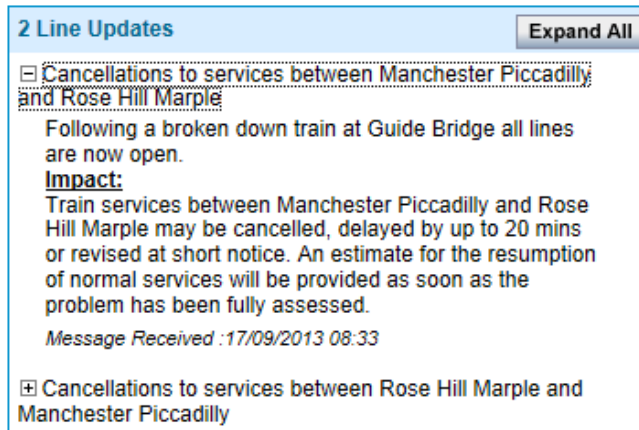 2 Line Updates
Expand All
Cancellations to services between Manchester Piccadilly
and Rose Hill Marple
Following a broken down train at Guide Bridge all lines
are now open.
Impact:
Train services between Manchester Piccadilly and Rose
Hill Marple may be cancelled, delayed by up to 20 mins
or revised at short notice. An estimate for the resumption
of normal services will be provided as soon as the
problem has been fully assessed.
Message Received :17/09/2013 08:33
Cancellations to services between Rose Hill Marple and
Manchester Piccadilly